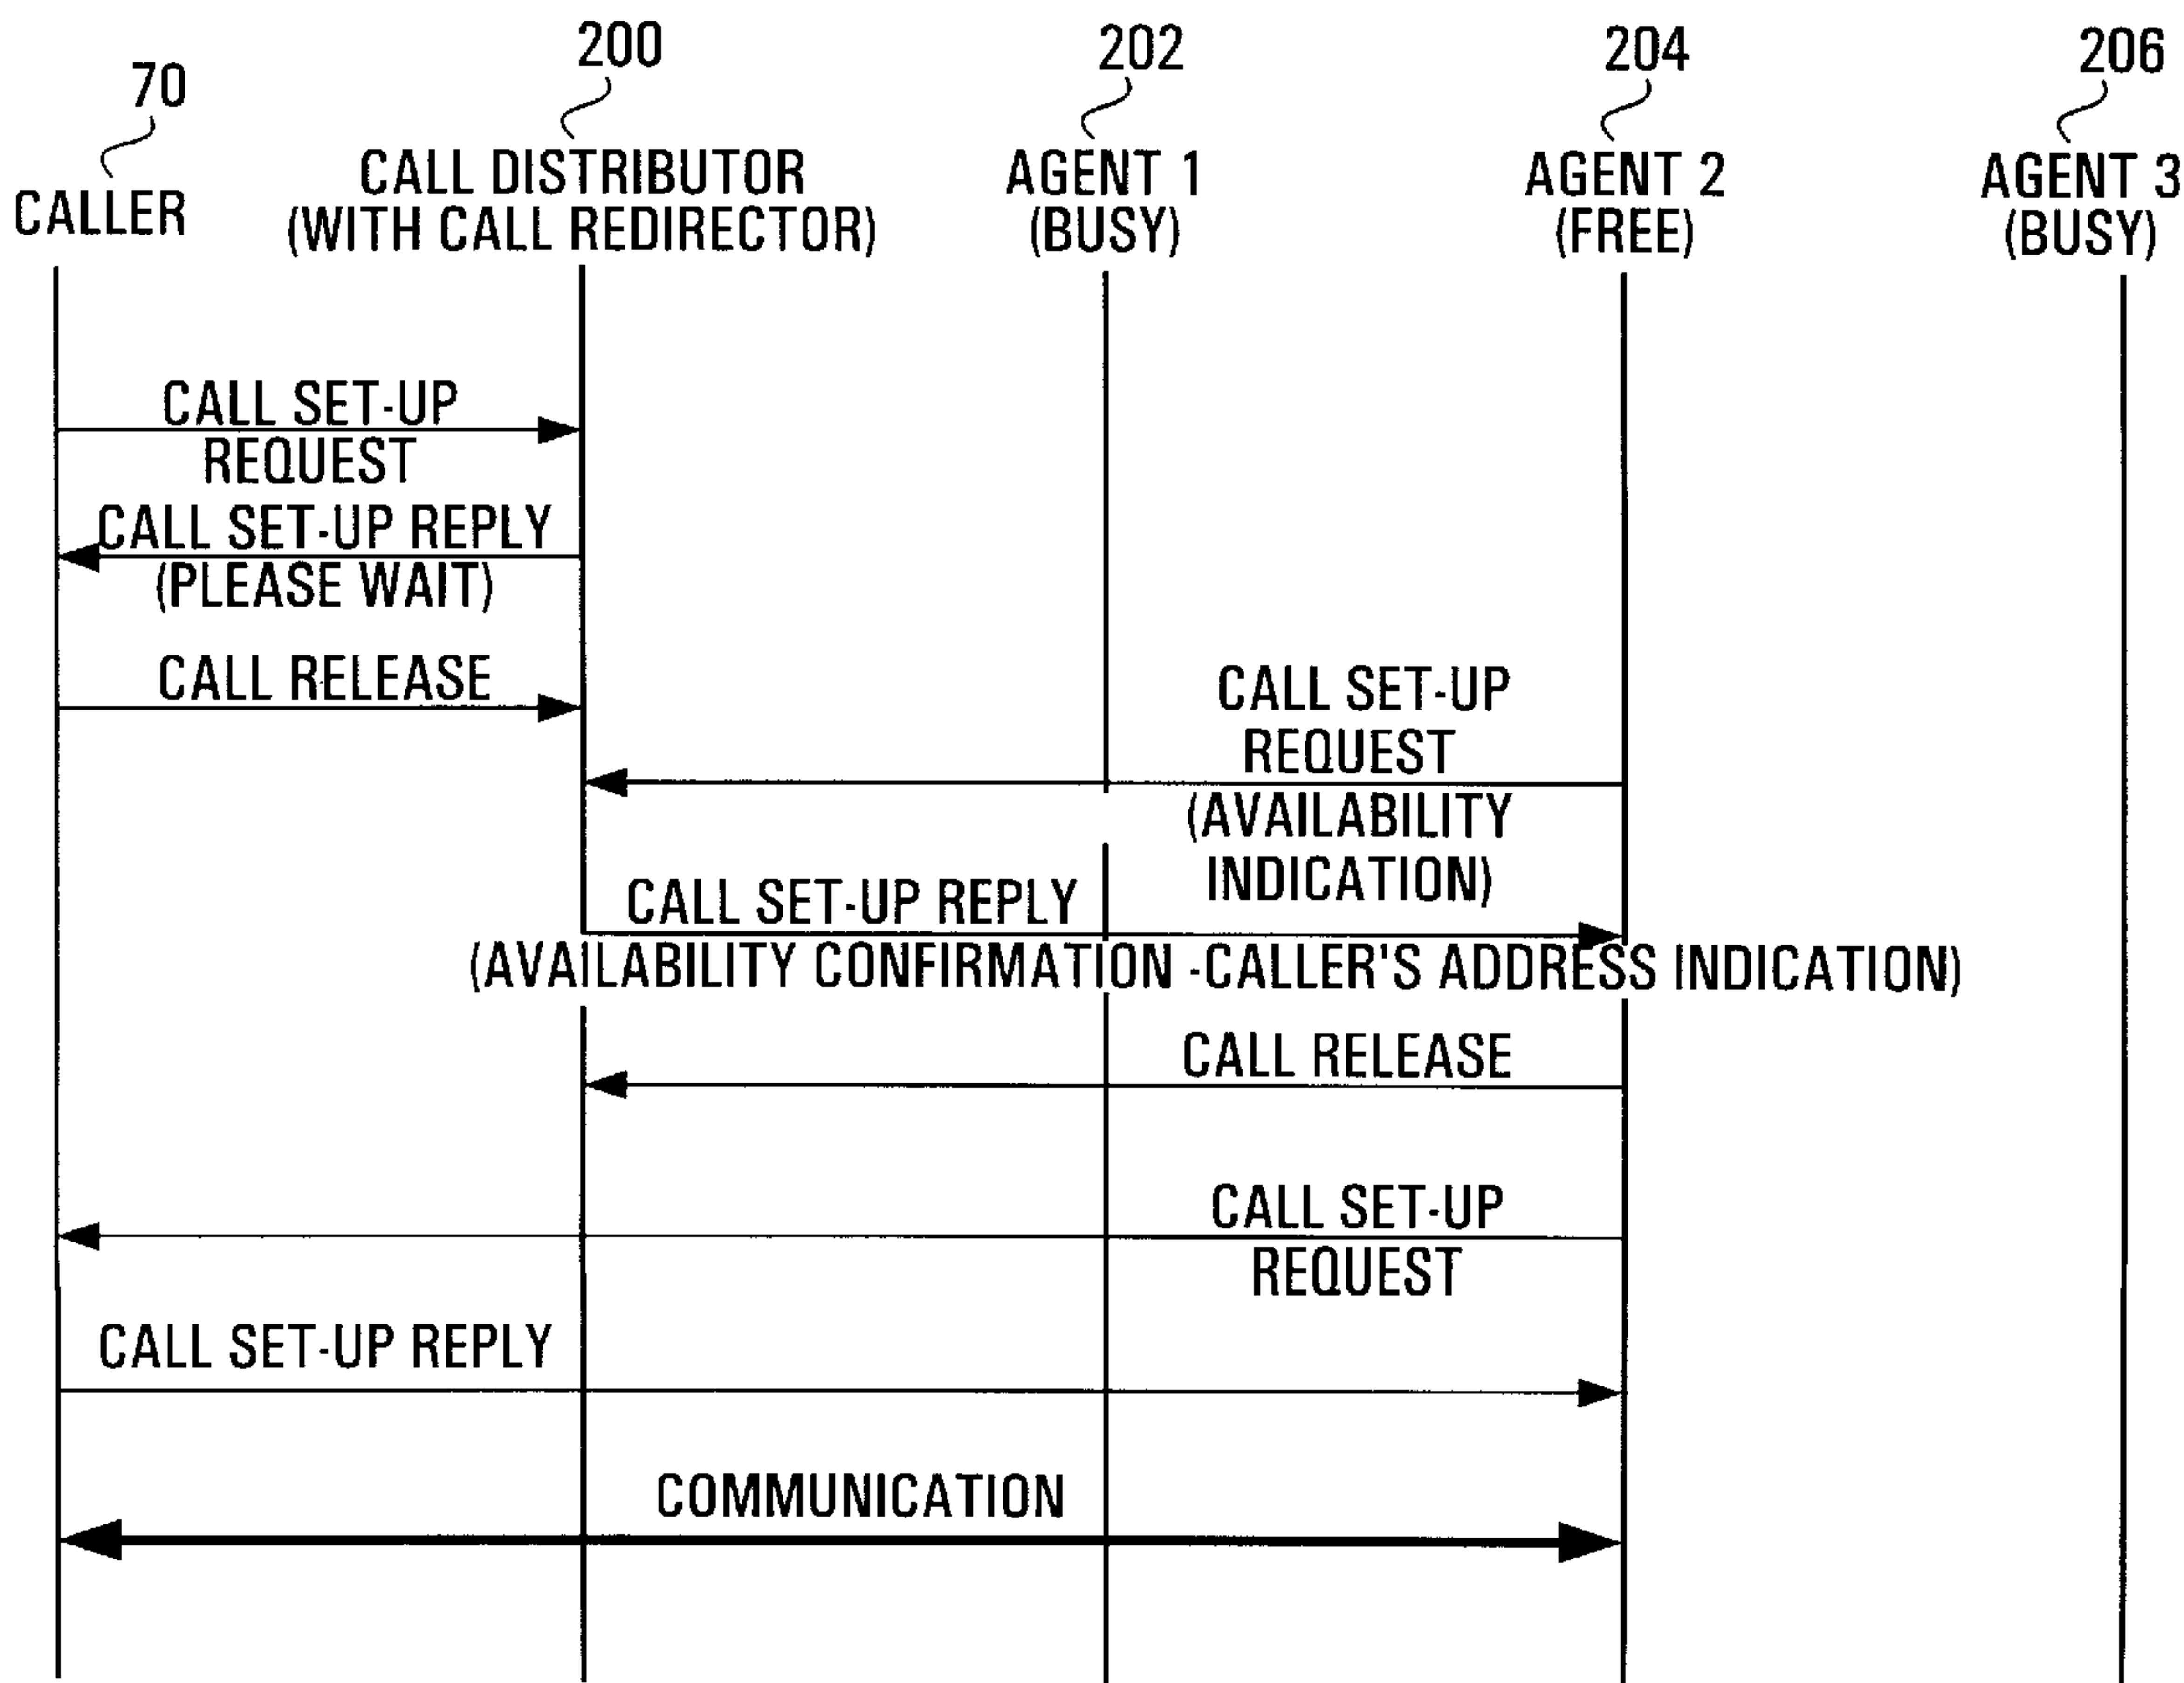 70
200
202
204
206
CALLER
CALL DISTRIBUTOR
(WITH CALL REDIRECTOR)
AGENT 1
(BUSY)
AGENT 2
(FREE)
AGENT 3
(BUSY)
CALL SET-UP
REQUEST
CALL SET-UP REPLY
(PLEASE WAIT)
CALL RELEASE
CALL SET-UP
REQUEST
(AVAILABILITY
INDICATION)
CALL SET-UP REPLY
(AVAILABILITY CONFIRMATION -CALLER'S ADDRESS INDICATION)
CALL RELEASE
CALL SET-UP
REQUEST
CALL SET-UP REPLY
COMMUNICATION